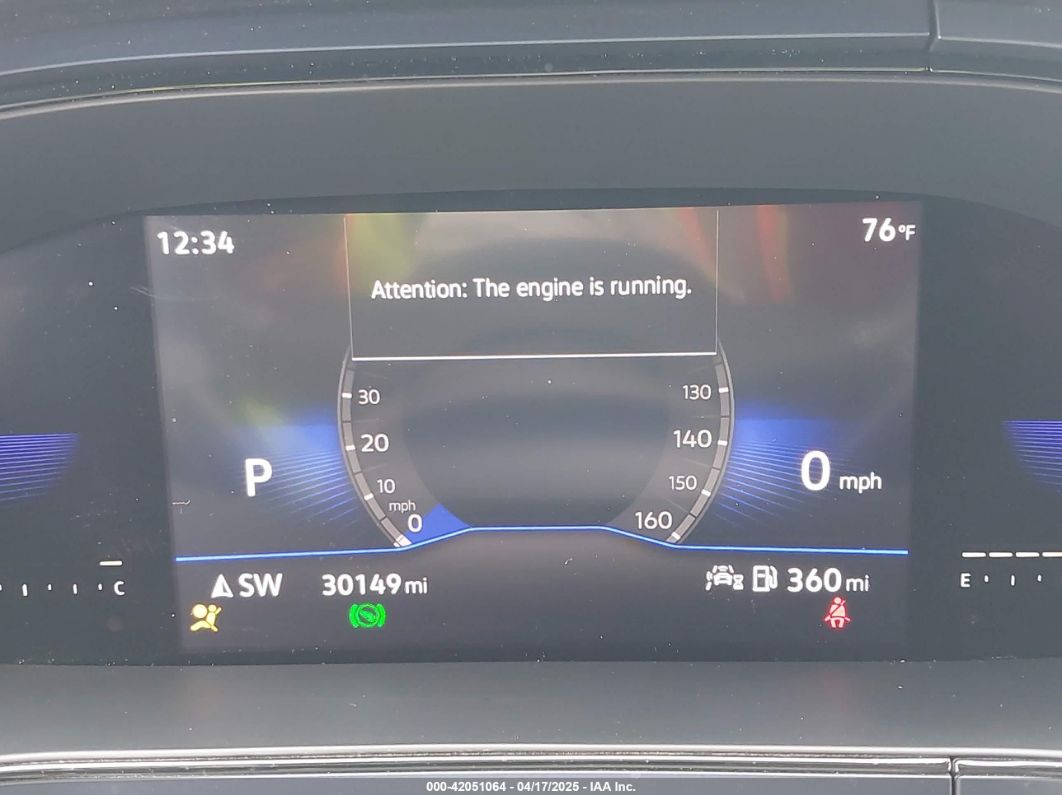 12:34
76°F
Attention: The engine is running.
30
130
20
140
10
150
mph
0
160
P
0 mph
SW
30149 mi
360 mi
C
E
000-42051064 - 04/17/2025 - IAA Inc.